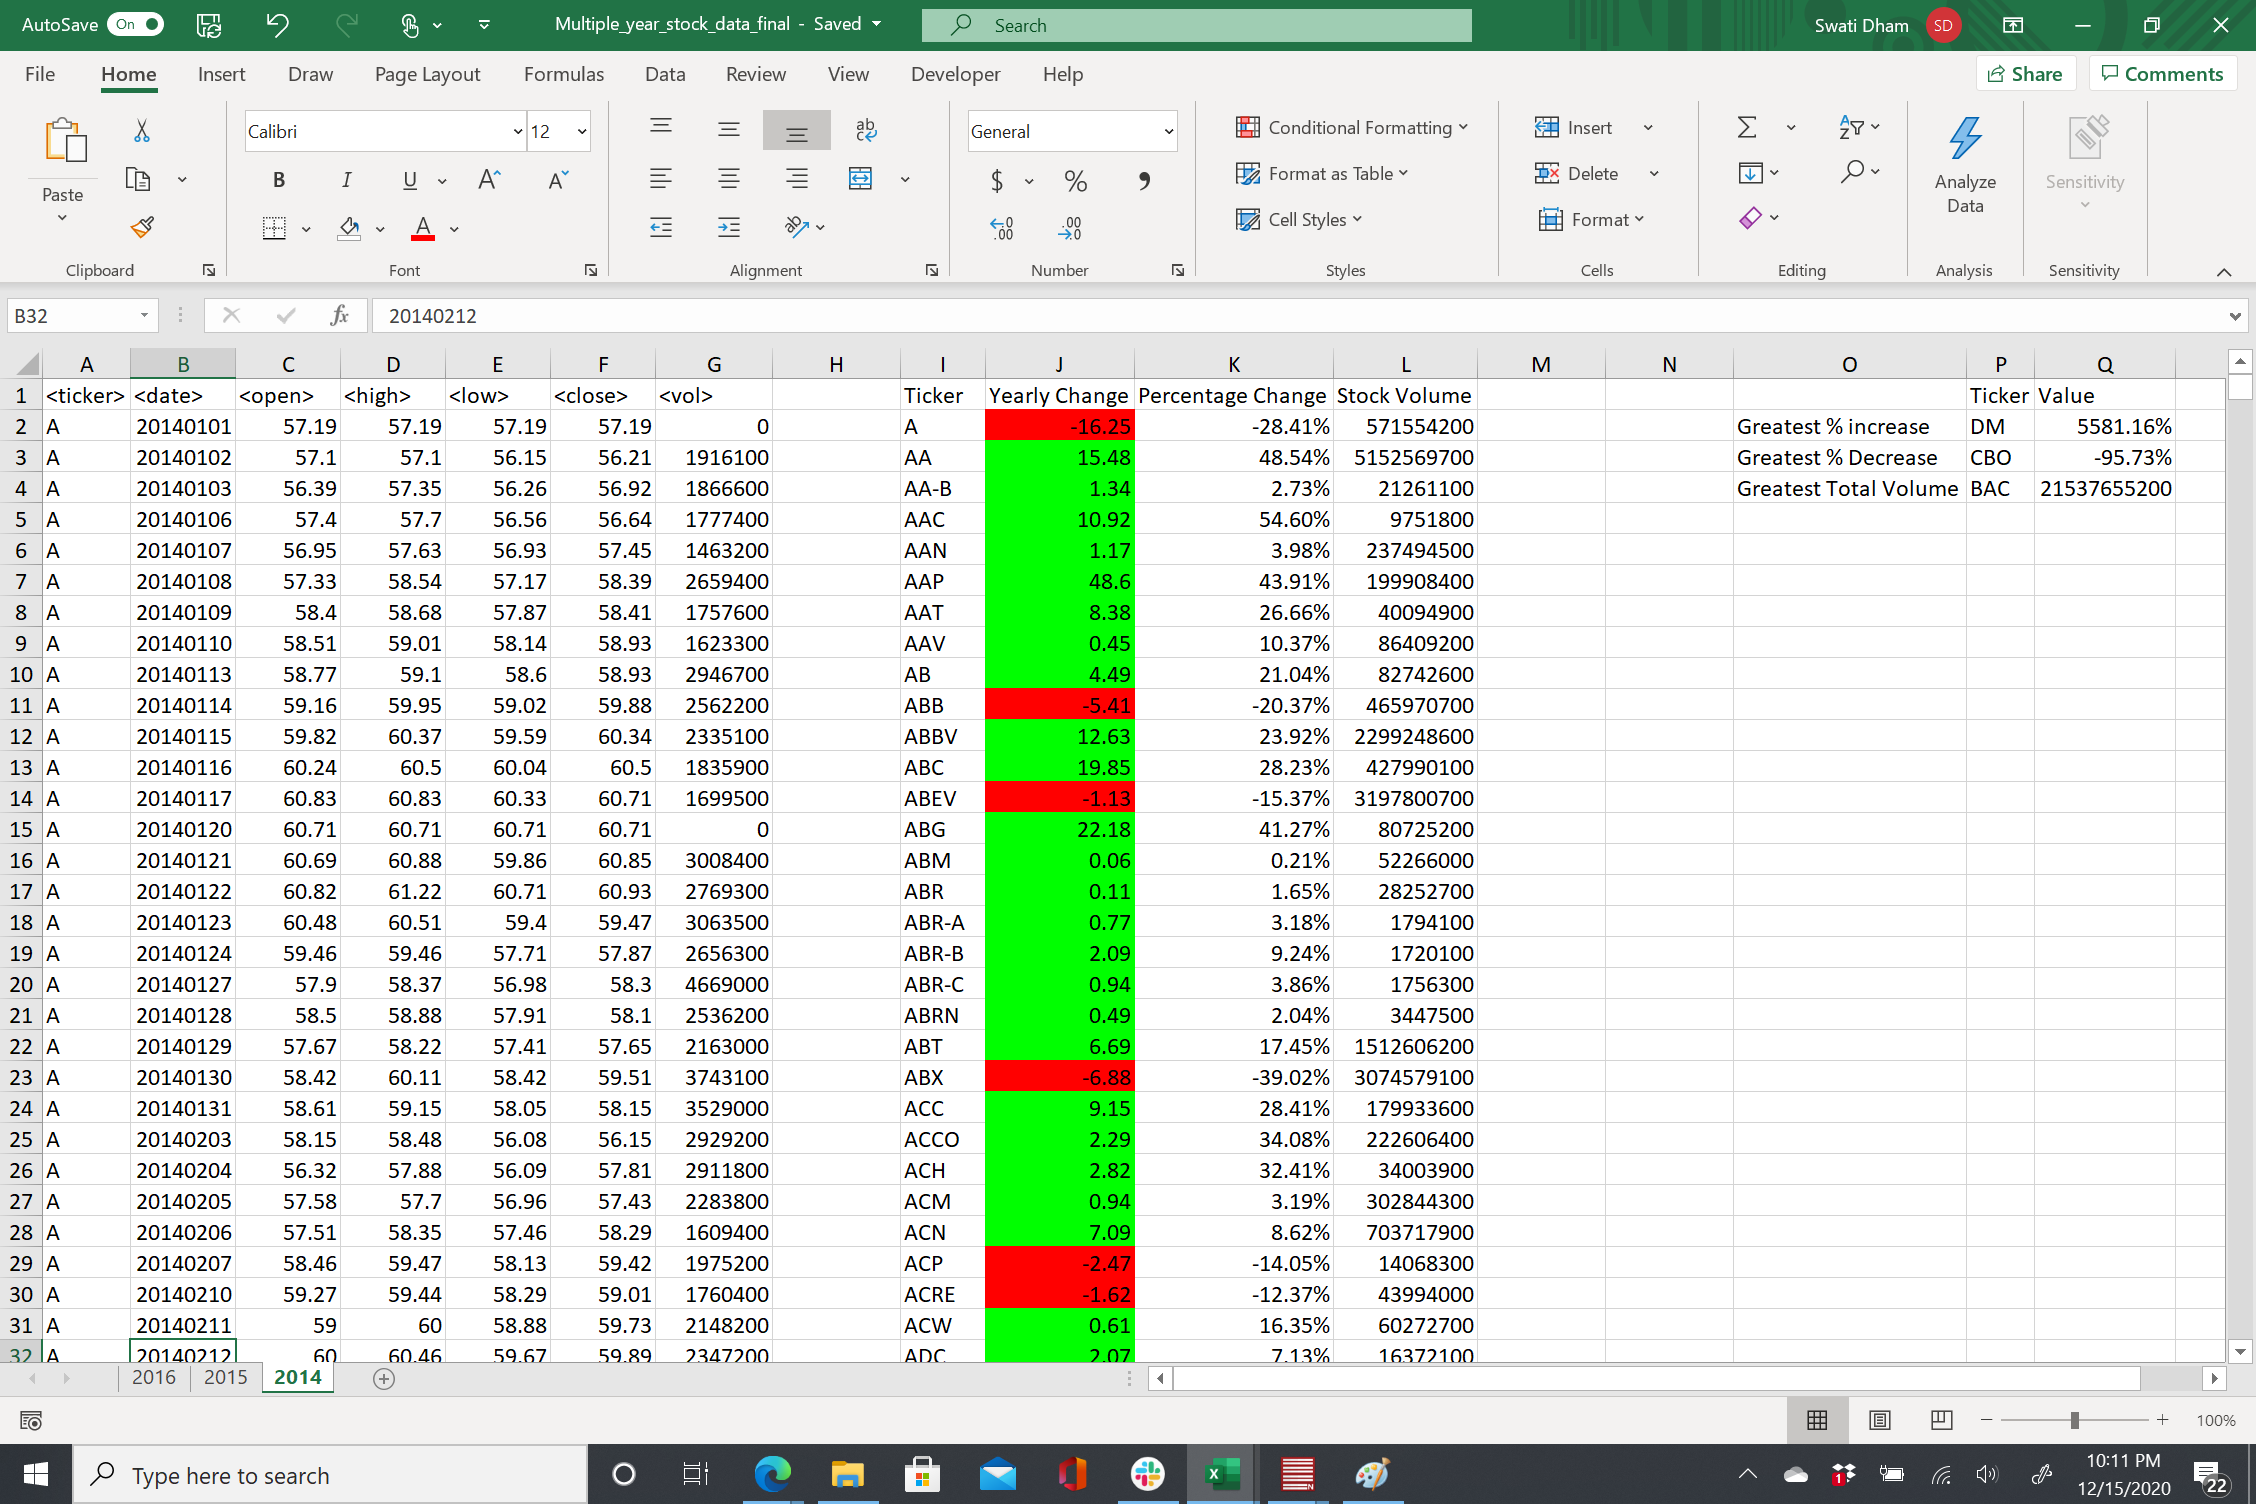 AutoSave On Multiple_year_stock_data_final - Saved Search Swati Dham SD
File Home Insert Draw Page Layout Formulas Data Review View Developer Help Share Comments
Paste Calibri 12 General Conditional Formatting Insert Analyze Data Sensitivity
B I U A A ab c $ % , Format as Table Delete
A Cell Styles Format
Clipboard Font Alignment Number Styles Cells Editing Analysis Sensitivity
B32 fx 20140212
A B C D E F G H I J K L M N O P Q
1 <ticker> <date> <open> <high> <low> <close> <vol> Ticker Yearly Change Percentage Change Stock Volume Ticker Value
2 A 20140101 57.19 57.19 57.19 57.19 0 A -16.25 -28.41% 571554200 Greatest % increase DM 5581.16%
3 A 20140102 57.1 57.1 56.15 56.21 1916100 AA 15.48 48.54% 5152569700 Greatest % Decrease CBO -95.73%
4 A 20140103 56.39 57.35 56.26 56.92 1866600 AA-B 1.34 2.73% 21261100 Greatest Total Volume BAC 21537655200
5 A 20140106 57.4 57.7 56.56 56.64 1777400 AAC 10.92 54.60% 9751800
6 A 20140107 56.95 57.63 56.93 57.45 1463200 AAN 1.17 3.98% 237494500
7 A 20140108 57.33 58.54 57.17 58.39 2659400 AAP 48.6 43.91% 199908400
8 A 20140109 58.4 58.68 57.87 58.41 1757600 AAT 8.38 26.66% 40094900
9 A 20140110 58.51 59.01 58.14 58.93 1623300 AAV 0.45 10.37% 86409200
10 A 20140113 58.77 59.1 58.6 58.93 2946700 AB 4.49 21.04% 82742600
11 A 20140114 59.16 59.95 59.02 59.88 2562200 ABB -5.41 -20.37% 465970700
12 A 20140115 59.82 60.37 59.59 60.34 2335100 ABBV 12.63 23.92% 2299248600
13 A 20140116 60.24 60.5 60.04 60.5 1835900 ABC 19.85 28.23% 427990100
14 A 20140117 60.83 60.83 60.33 60.71 1699500 ABEV -1.13 -15.37% 3197800700
15 A 20140120 60.71 60.71 60.71 60.71 0 ABG 22.18 41.27% 80725200
16 A 20140121 60.69 60.88 59.86 60.85 3008400 ABM 0.06 0.21% 52266000
17 A 20140122 60.82 61.22 60.71 60.93 2769300 ABR 0.11 1.65% 28252700
18 A 20140123 60.48 60.51 59.4 59.47 3063500 ABR-A 0.77 3.18% 1794100
19 A 20140124 59.46 59.46 57.71 57.87 2656300 ABR-B 2.09 9.24% 1720100
20 A 20140127 57.9 58.37 56.98 58.3 4669000 ABR-C 0.94 3.86% 1756300
21 A 20140128 58.5 58.88 57.91 58.1 2536200 ABRN 0.49 2.04% 3447500
22 A 20140129 57.67 58.22 57.41 57.65 2163000 ABT 6.69 17.45% 1512606200
23 A 20140130 58.42 60.11 58.42 59.51 3743100 ABX -6.88 -39.02% 3074579100
24 A 20140131 58.61 59.15 58.05 58.15 3529000 ACC 9.15 28.41% 179933600
25 A 20140203 58.15 58.48 56.08 56.15 2929200 ACCO 2.29 34.08% 222606400
26 A 20140204 56.32 57.88 56.09 57.81 2911800 ACH 2.82 32.41% 34003900
27 A 20140205 57.58 57.7 56.96 57.43 2283800 ACM 0.94 3.19% 302844300
28 A 20140206 57.51 58.35 57.46 58.29 1609400 ACN 7.09 8.62% 703717900
29 A 20140207 58.46 59.47 58.13 59.42 1975200 ACP -2.47 -14.05% 14068300
30 A 20140210 59.27 59.44 58.29 59.01 1760400 ACRE -1.62 -12.37% 43994000
31 A 20140211 59 60 58.88 59.73 2148200 ACW 0.61 16.35% 60272700
32 A 20140212 60 60.46 59.67 59.89 2347200 ADC 2.07 7.13% 16372100
2016 2015 2014
100%
Type here to search 10:11 PM
12/15/2020 22